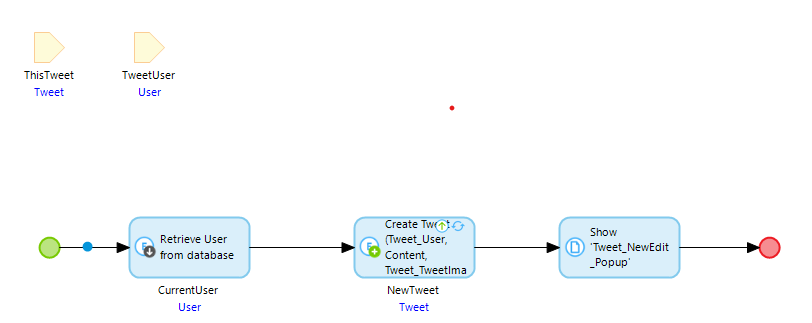 ThisTweet
Tweet
TweetUser
User
Retrieve User
from database
CurrentUser
User
Create Tweet
(Tweet_User,
Content,
Tweet_TweetIma
NewTweet
Tweet
Show
'Tweet_NewEdit
_Popup'